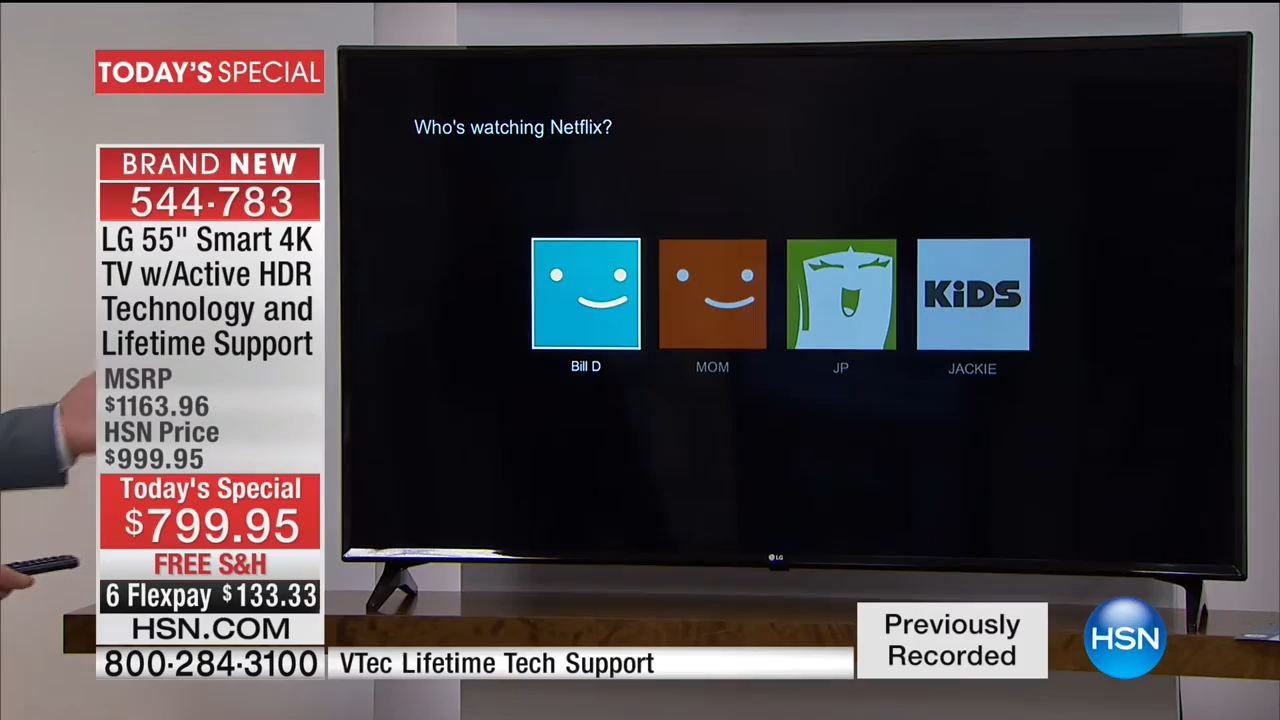 TODAY'S SPECIAL
BRAND NEW
544·783
LG 55" Smart 4K
TV w/Active HDR
Technology and
Lifetime Support
MSRP
$1163.96
HSN Price
$999.95
Today's Special
$799.95
FREE S&H
6 Flexpay $133.33
HSN.COM
800·284·3100
VTec Lifetime Tech Support
Who's watching Netflix?
KiDS
Bill D
MOM
JP
JACKIE
LG
Previously
Recorded
HSN